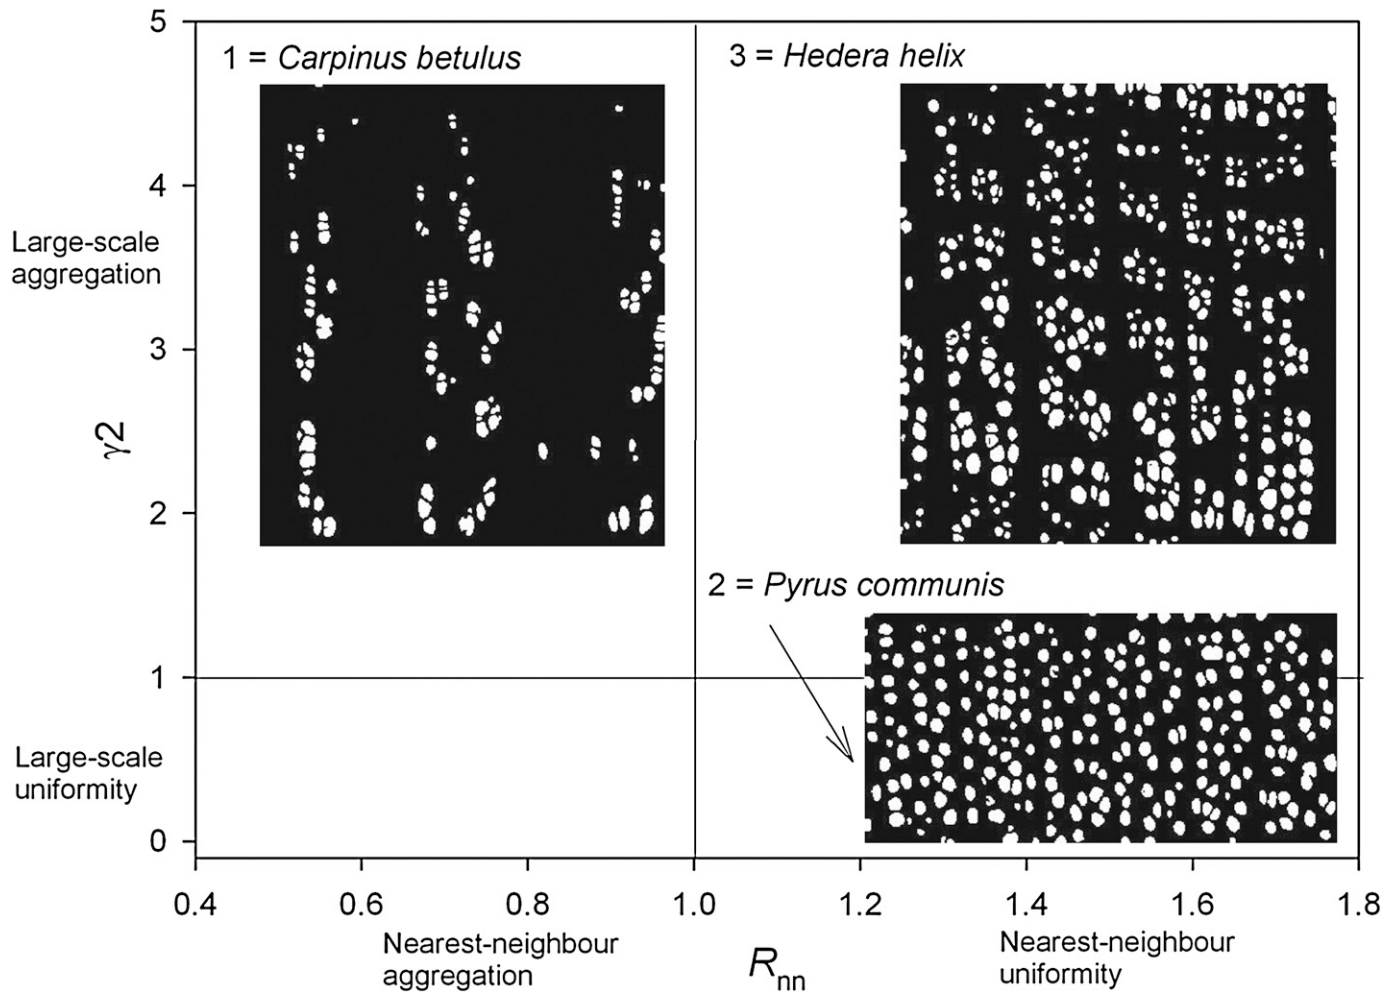 5
1 = Carpinus betulus
3 = Hedera helix
4
Large-scale
aggregation
3
γ2
2
2 = Pyrus communis
1
Large-scale
uniformity
0
0.4 0.6 0.8 1.0 1.2 1.4 1.6 1.8
Nearest-neighbour
aggregation
Rnn
Nearest-neighbour
uniformity